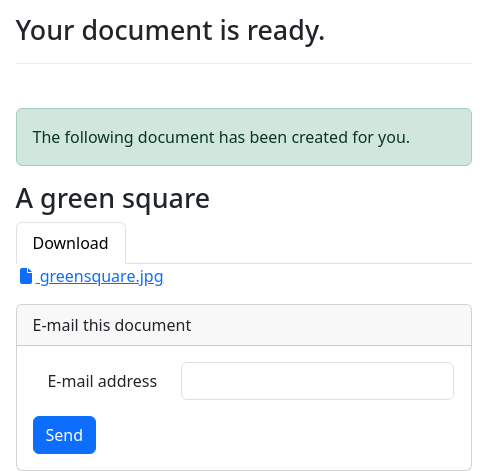 Your document is ready.
The following document has been created for you.
A green square
Download
greensquare.jpg
E-mail this document
E-mail address
Send